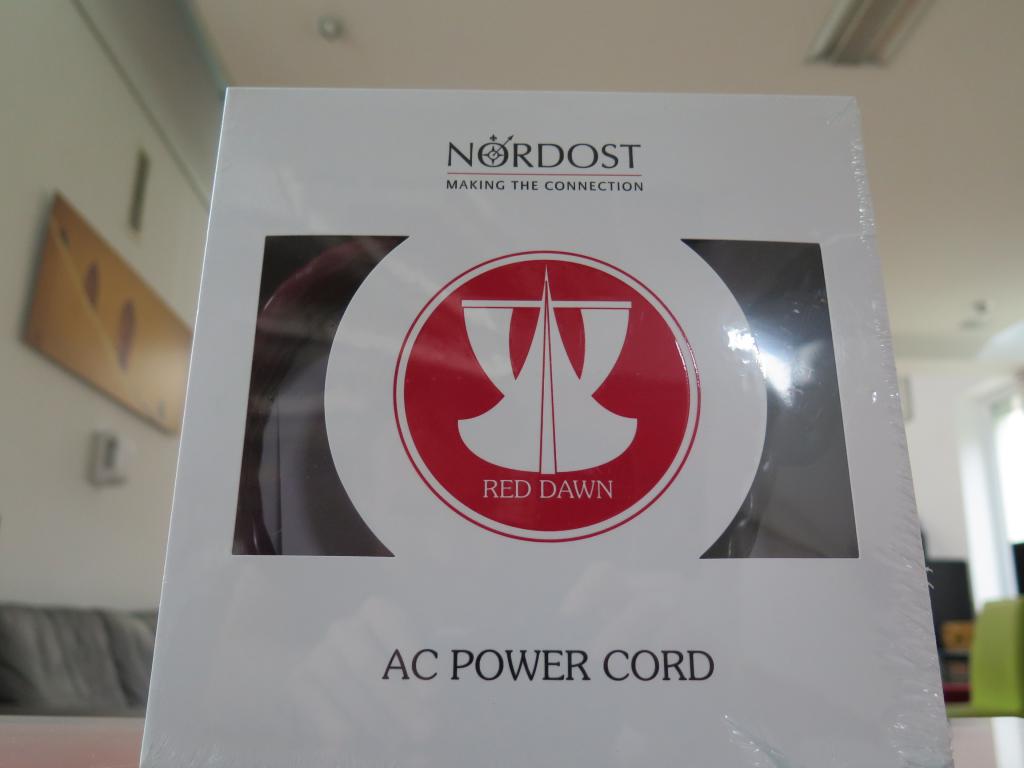 NORDOST
MAKING THE CONNECTION
RED DAWN
AC POWER CORD